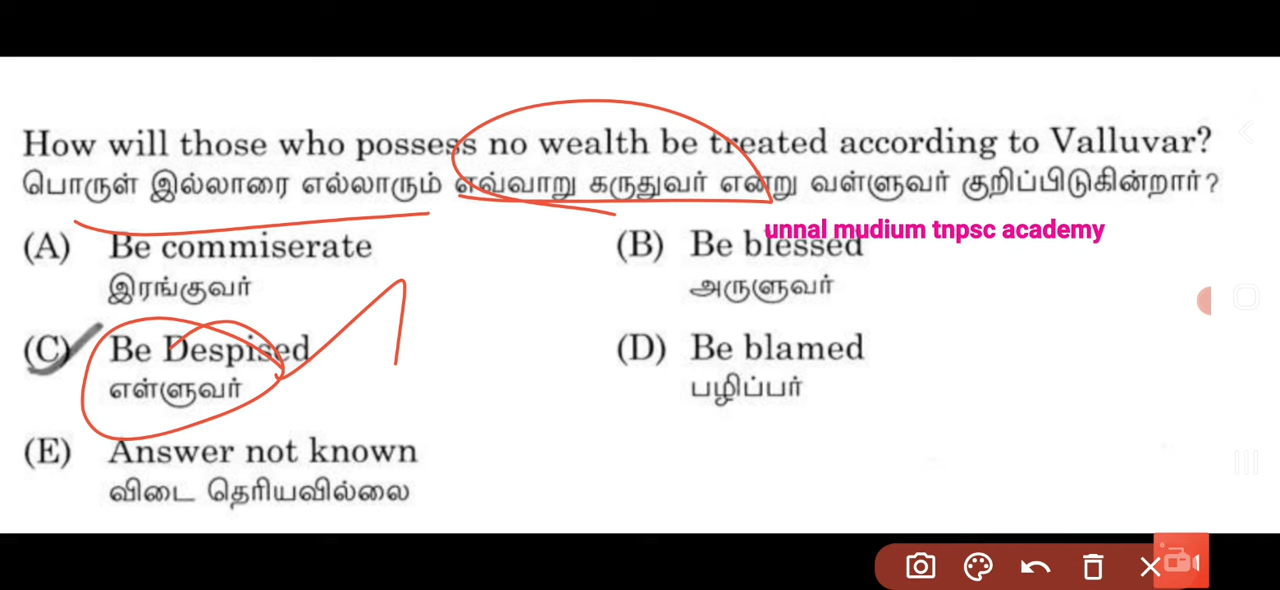 How will those who possess no wealth be treated according to Valluvar?
பொருள் இல்லாரை எல்லாரும் எவ்வாறு கருதுவர் என்று வள்ளுவர் குறிப்பிடுகின்றார்?
unnal mudium tnpsc academy
(A) Be commiserate (B) Be blessed
இரங்குவர் அருளுவர்
(C) Be Despised (D) Be blamed
எள்ளுவர் பழிப்பர்
(E) Answer not known
விடை தெரியவில்லை